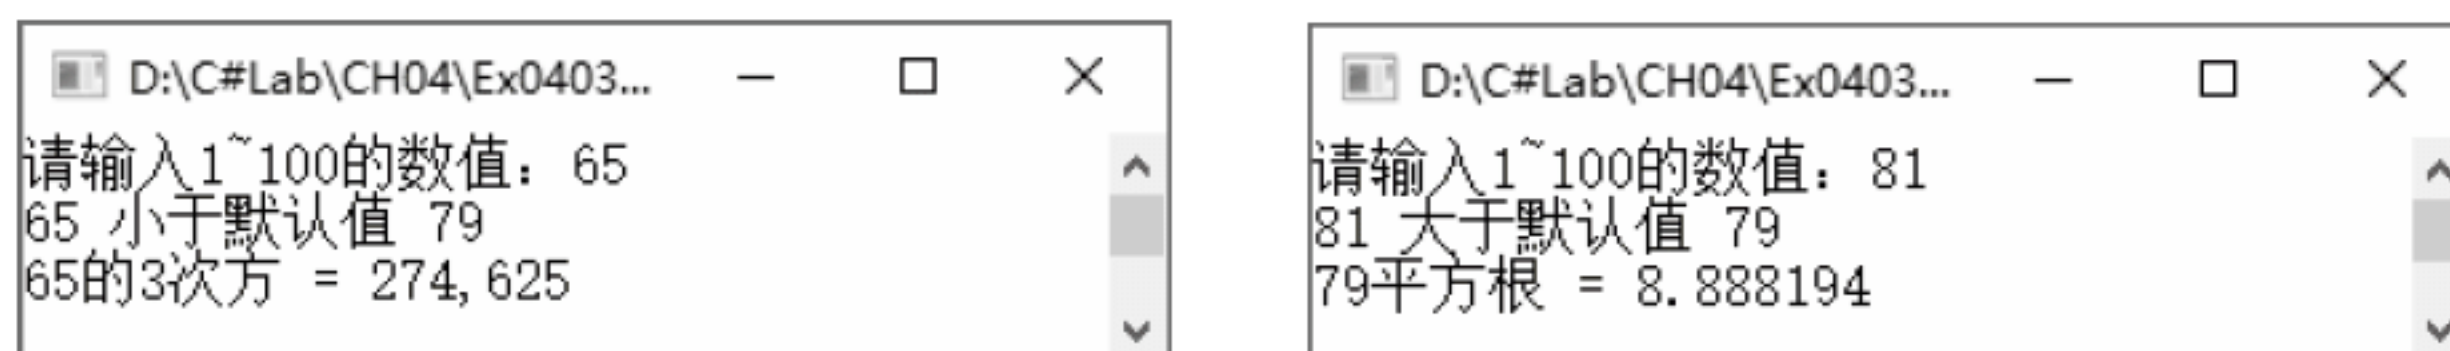 D:\C#Lab\CH04\Ex0403...
请输入1~100的数值：65
65 小于默认值 79
65的3次方 = 274,625
D:\C#Lab\CH04\Ex0403...
请输入1~100的数值：81
81 大于默认值 79
79平方根 = 8.888194